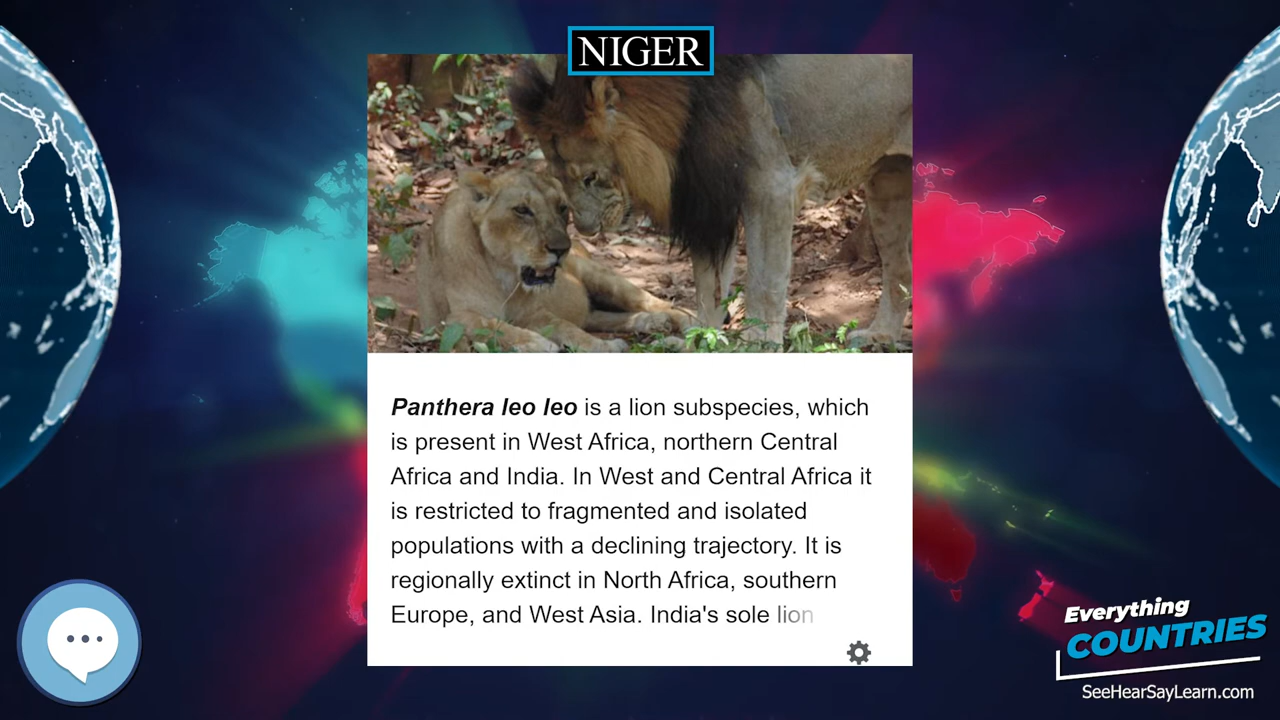 NIGER
Panthera leo leo is a lion subspecies, which
is present in West Africa, northern Central
Africa and India. In West and Central Africa it
is restricted to fragmented and isolated
populations with a declining trajectory. It is
regionally extinct in North Africa, southern
Europe, and West Asia. India's sole lion
Everything
COUNTRIES
SeeHearSayLearn.com